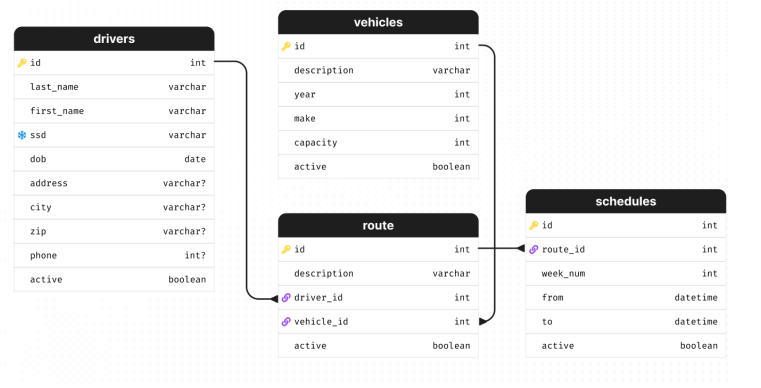 drivers
id int
last_name varchar
first_name varchar
ssd varchar
dob date
address varchar?
city varchar?
zip varchar?
phone int?
active boolean
vehicles
id int
description varchar
year int
make int
capacity int
active boolean
route
id int
description varchar
driver_id int
vehicle_id int
active boolean
schedules
id int
route_id int
week_num int
from datetime
to datetime
active boolean